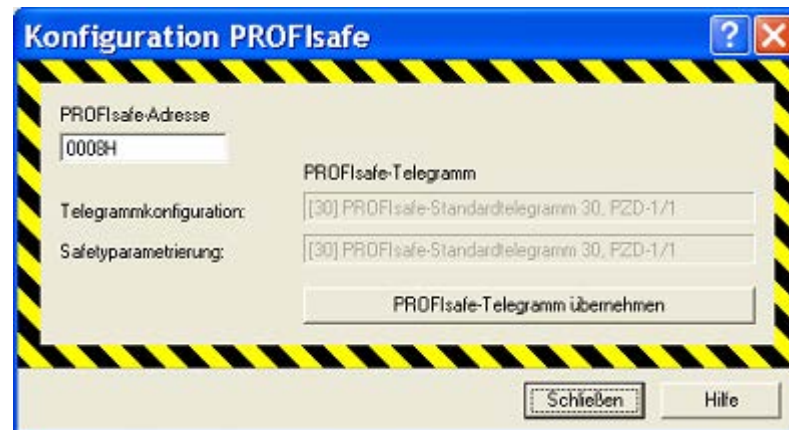 Konfiguration PROFIsafe
PROFIsafe-Adresse
0008H
PROFIsafe-Telegramm
Telegrammkonfiguration:
[30] PROFIsafe-Standardtelegramm 30, PZD-1/1
Safetyparametrierung:
[30] PROFIsafe-Standardtelegramm 30, PZD-1/1
PROFIsafe-Telegramm übernehmen
Schließen
Hilfe